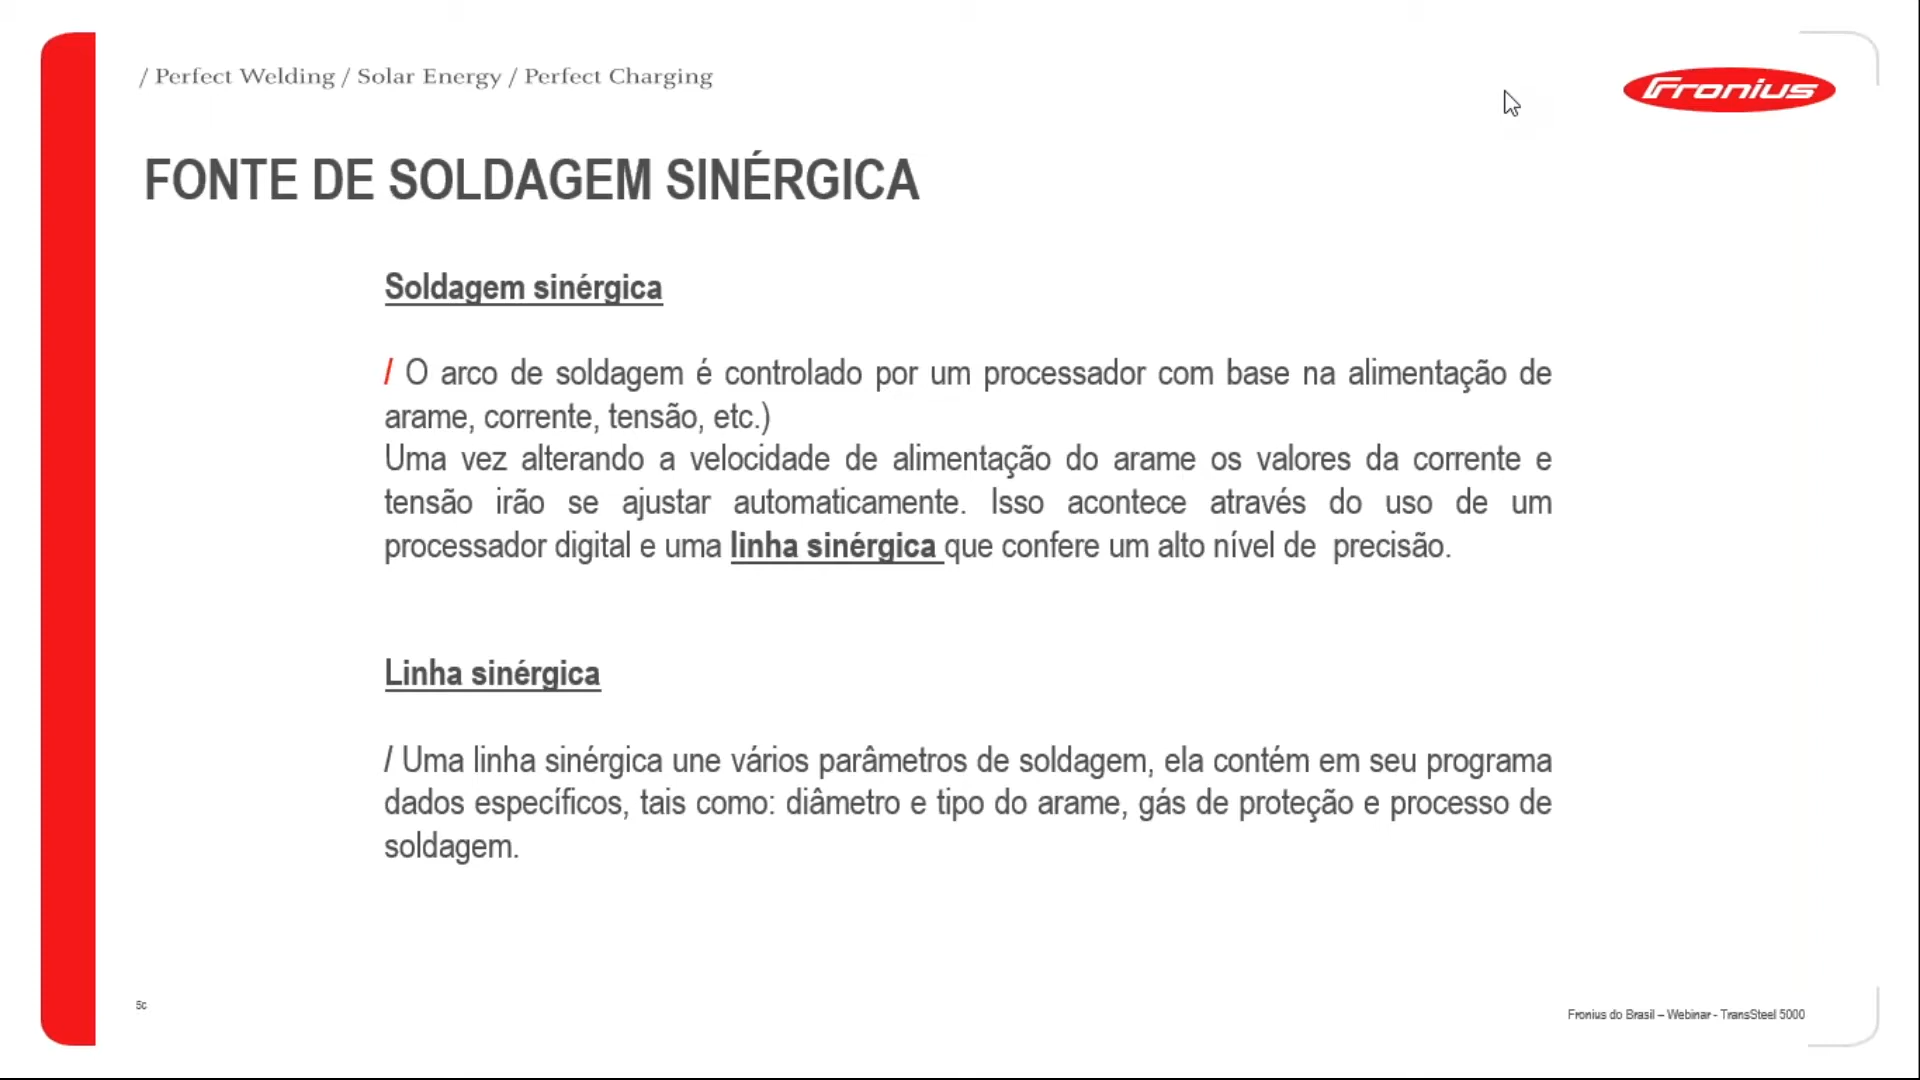 / Perfect Welding / Solar Energy / Perfect Charging
Fronius
FONTE DE SOLDAGEM SINÉRGICA
Soldagem sinérgica
/ O arco de soldagem é controlado por um processador com base na alimentação de
arame, corrente, tensão, etc.)
Uma vez alterando a velocidade de alimentação do arame os valores da corrente e
tensão irão se ajustar automaticamente. Isso acontece através do uso de um
processador digital e uma linha sinérgica que confere um alto nível de precisão.
Linha sinérgica
/ Uma linha sinérgica une vários parâmetros de soldagem, ela contém em seu programa
dados específicos, tais como: diâmetro e tipo do arame, gás de proteção e processo de
soldagem.
5c
Fronius do Brasil – Webinar - TransSteel 5000